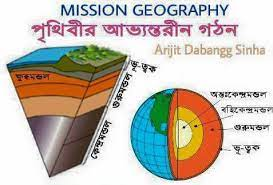 MISSION GEOGRAPHY
পৃথিবীর আভ্যন্তরীন গঠন
Arijit Dabangg Sinha
ভূ-ত্বক
গুরুমন্ডল
কেন্দ্রমন্ডল
অন্তঃকেন্দ্রমন্ডল
বহিঃকেন্দ্রমন্ডল
গুরুমন্ডল
ভূ-ত্বক